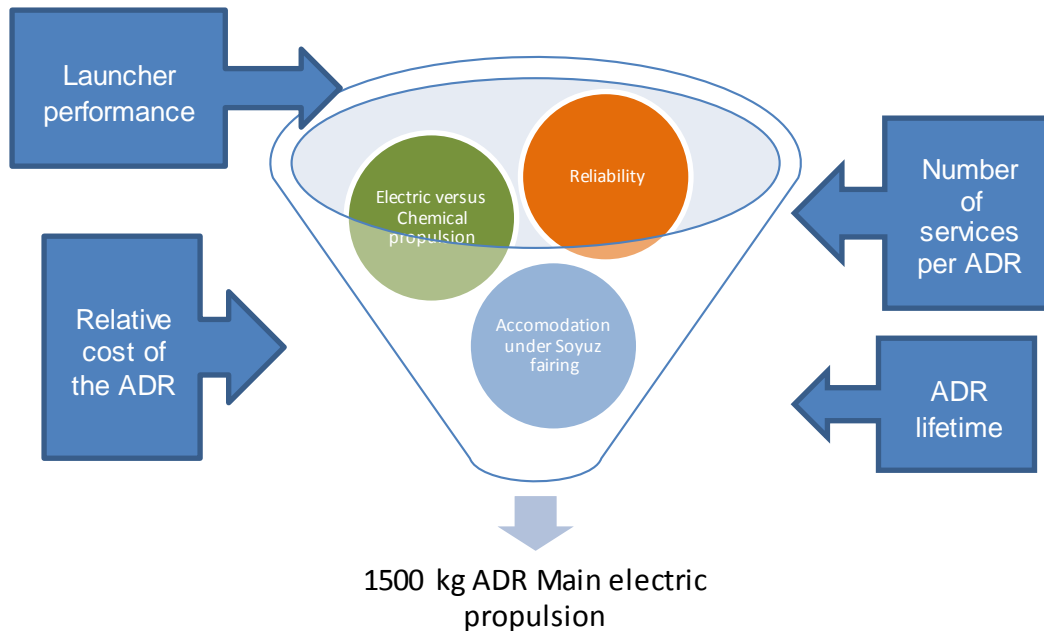 Launcher
performance
Reliability
Electric versus
Chemical
propulsion
Number
of
services
per ADR
Relative
cost of
the ADR
Accomodation
under Soyuz
fairing
ADR
lifetime
1500 kg ADR Main electric
propulsion